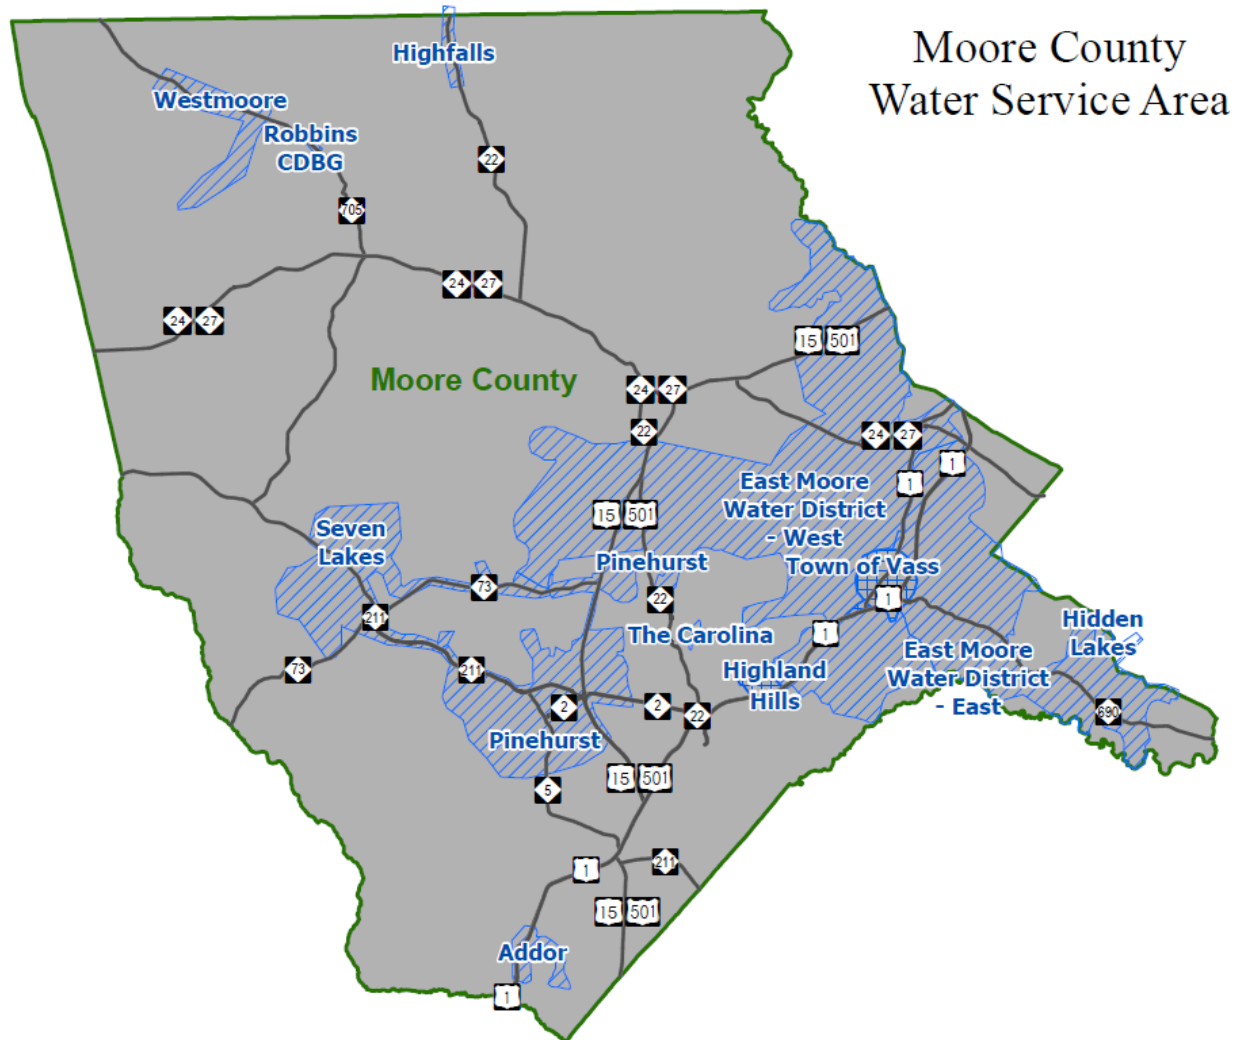 Moore County
Water Service Area
Highfalls
Westmoore
Robbins
CDBG
22
705
24 27
24 27
15 501
Moore County
24 27
22
24 27
1
1
East Moore
Water District
- West
15 501
Seven
Lakes
Pinehurst
Town of Vass
73
22
1
211
1
The Carolina
Hidden
Lakes
73
211
Highland
Hills
East Moore
Water District
- East
2
2
22
690
Pinehurst
15 501
5
1
211
15 501
Addor
1